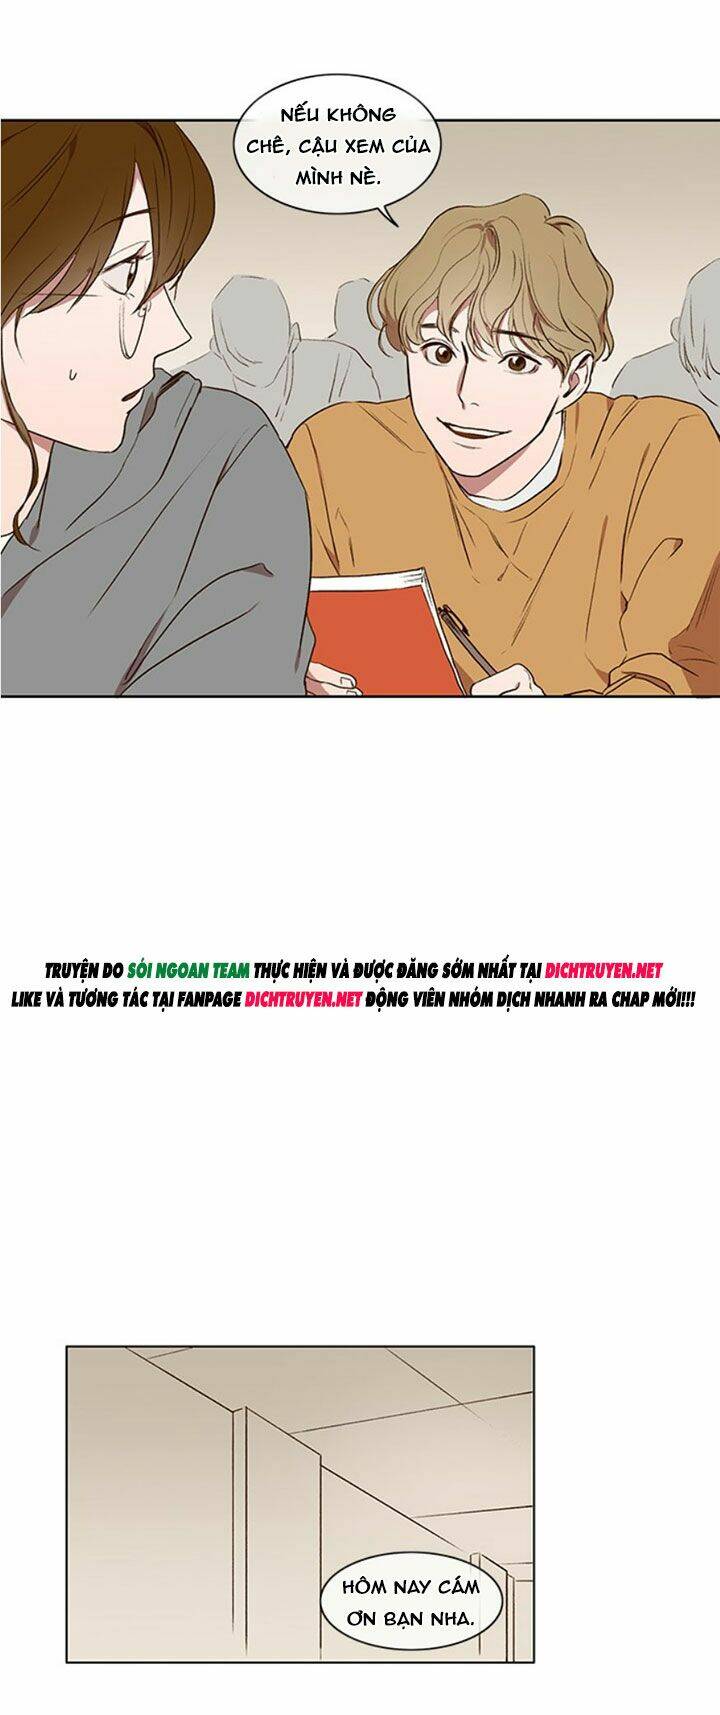 NẾU KHÔNG
CHÊ, CẬU XEM CỦA
MÌNH NÈ.
TRUYỆN DO SÓI NGOAN TEAM THỰC HIỆN VÀ ĐƯỢC ĐĂNG SỚM NHẤT TẠI DICHTRUYEN.NET
LIKE VÀ TƯƠNG TÁC TẠI FANPAGE DICHTRUYEN.NET ĐỘNG VIÊN NHÓM DỊCH NHANH RA CHAP MỚI!!!
HÔM NAY CÁM
ƠN BẠN NHA.